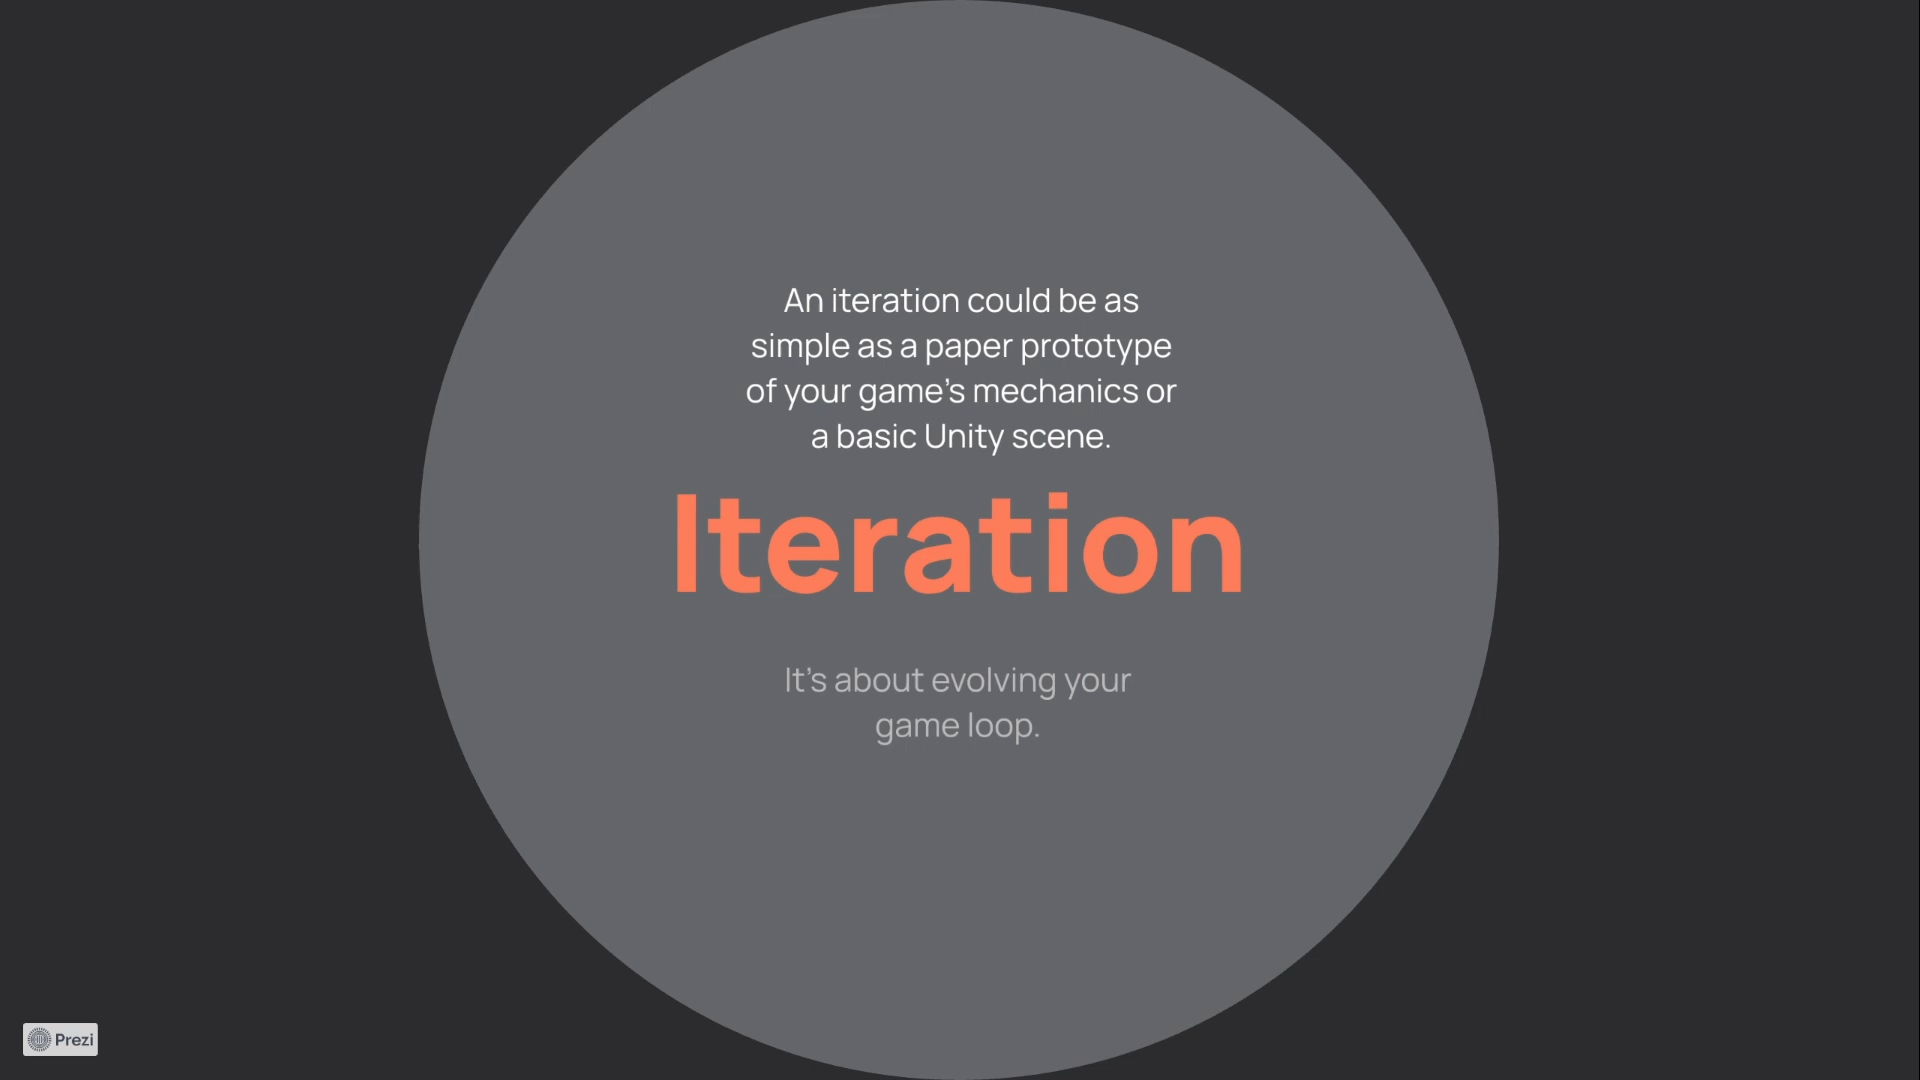 An iteration could be as
simple as a paper prototype
of your game's mechanics or
a basic Unity scene.
Iteration
It's about evolving your
game loop.
Prezi